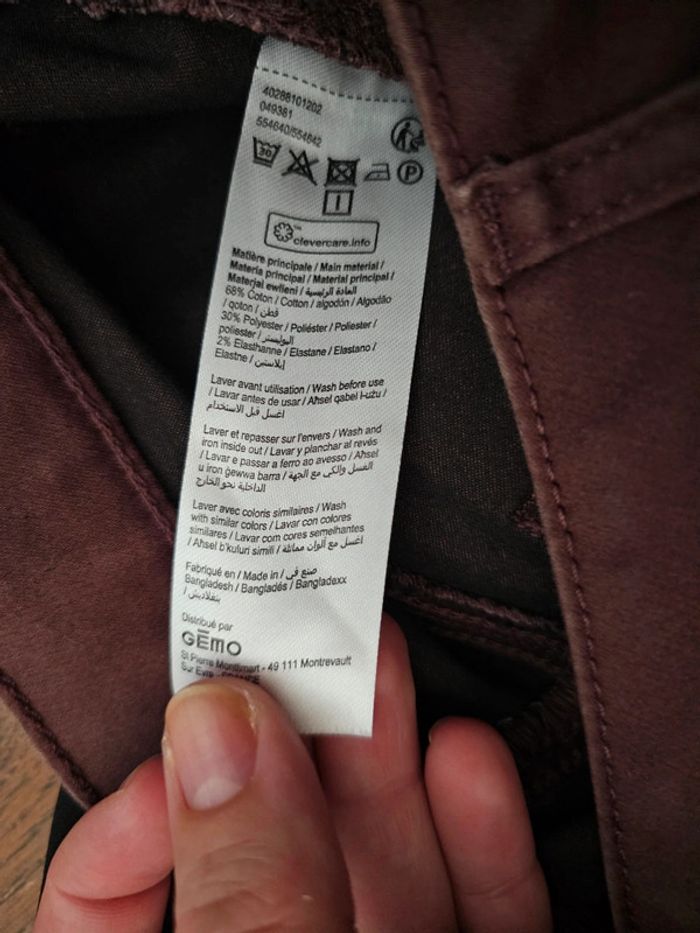 40288101202
049381
554640/554642
30
P
I
clevercare.info
Matière principale / Main material /
Materia principal / Material principal /
Materjal ewlieni / المادة الرئيسية
68% Coton / Cotton / algodón / Algodão
/ qoton / قطن
30% Polyester / Poliéster / Poliester /
poliester / البوليستر
2% Elasthanne / Elastane / Elastano /
Elastne / إيلاستين
Laver avant utilisation / Wash before use
/ Lavar antes de usar / Aħsel qabel l-użu /
اغسل قبل الاستخدام
Laver et repasser sur l'envers / Wash and
iron inside out / Lavar y planchar al revés
/ Lavar e passar a ferro ao avesso / Aħsel
u iron ġewwa barra / الغسل والكي مع الجهة
الداخلية نحو الخارج
Laver avec coloris similaires / Wash
with similar colors / Lavar con colores
similares / Lavar com cores semelhantes
/ Aħsel b'kuluri simili / اغسل مع ألوان مماثلة
Fabriqué en / Made in / صنع في
Bangladesh / Bangladés / Bangladexx
/ بنغلاديش
Distribué par
GĒMO
St Pierre Montlimart - 49 111 Montrevault
Sur Evre - FRANCE